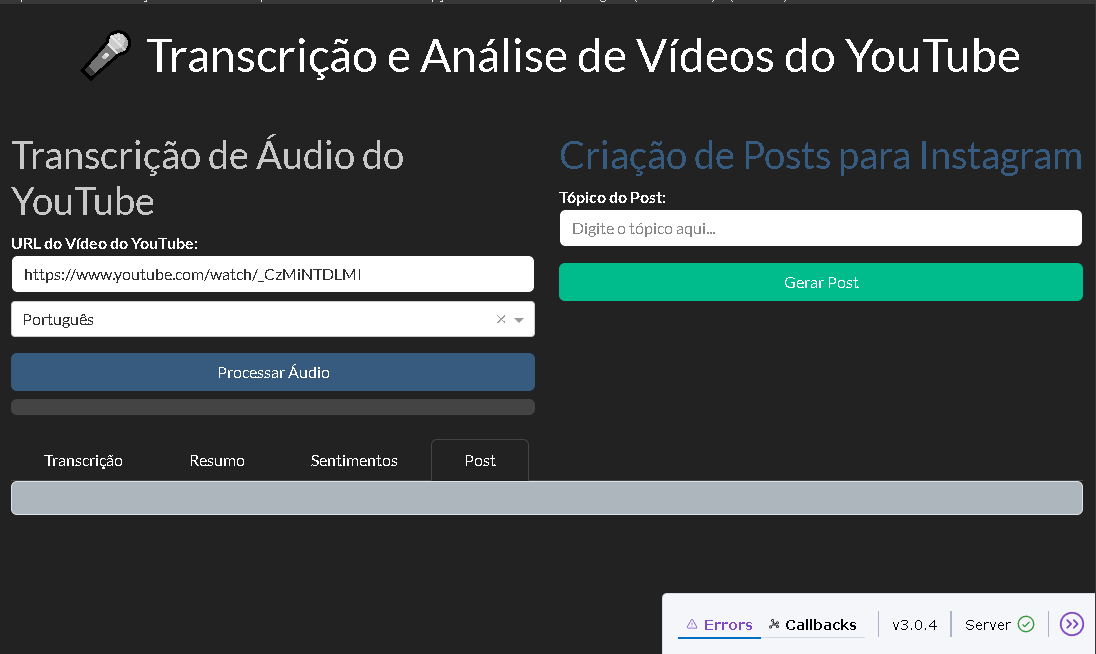 Transcrição e Análise de Vídeos do YouTube
Transcrição de Áudio do
YouTube
URL do Vídeo do YouTube:
https://www.youtube.com/watch/_CzMiNTDLMI
Português
Processar Áudio
Criação de Posts para Instagram
Tópico do Post:
Digite o tópico aqui...
Gerar Post
Transcrição
Resumo
Sentimentos
Post
Errors
Callbacks
v3.0.4
Server